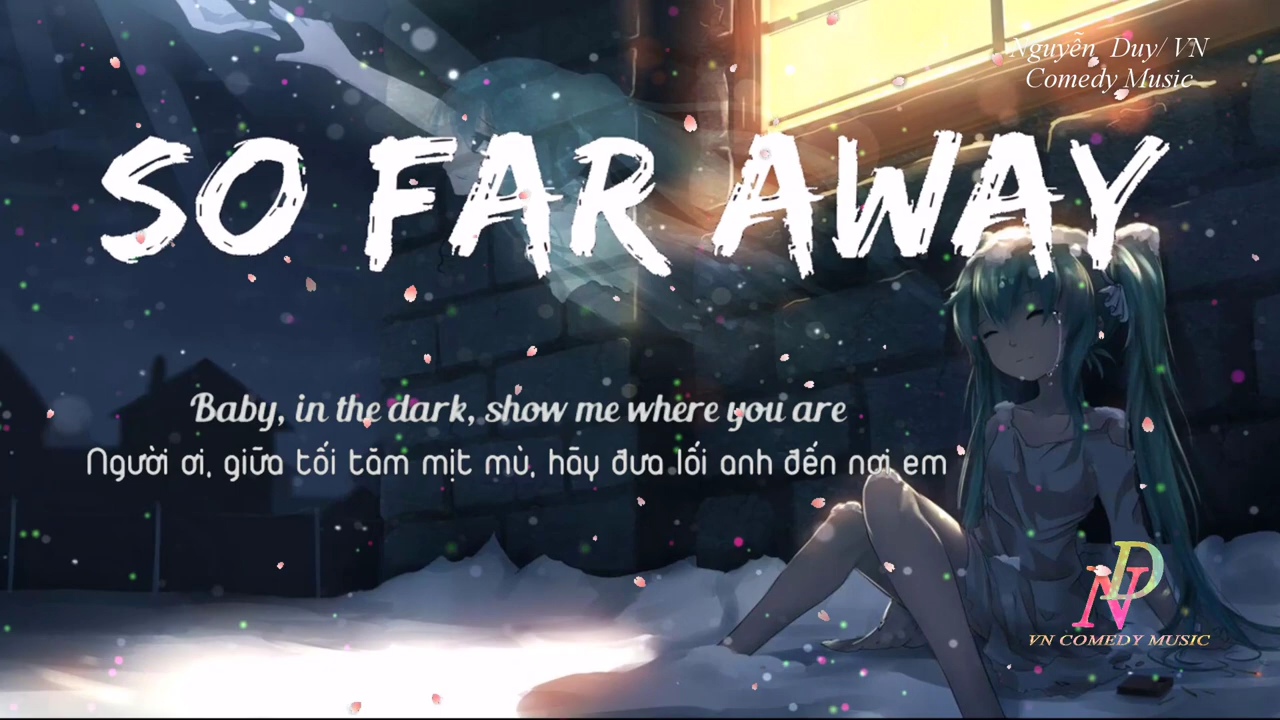 Nguyễn Duy/ VN
Comedy Music
SO FAR AWAY
Baby, in the dark, show me where you are
Người ơi, giữa tối tăm mịt mù, hãy đưa lối anh đến nơi em
ND
VN COMEDY MUSIC